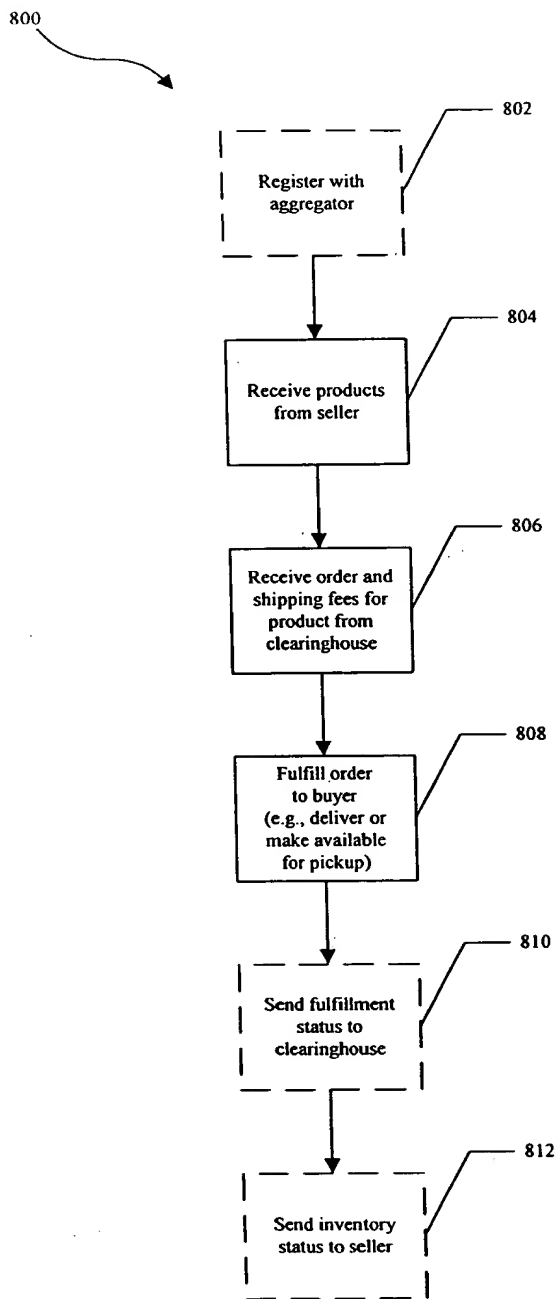 800
802
Register with
aggregator
804
Receive products
from seller
806
Receive order and
shipping fees for
product from
clearinghouse
808
Fulfill order
to buyer
(e.g., deliver or
make available
for pickup)
810
Send fulfillment
status to
clearinghouse
812
Send inventory
status to seller